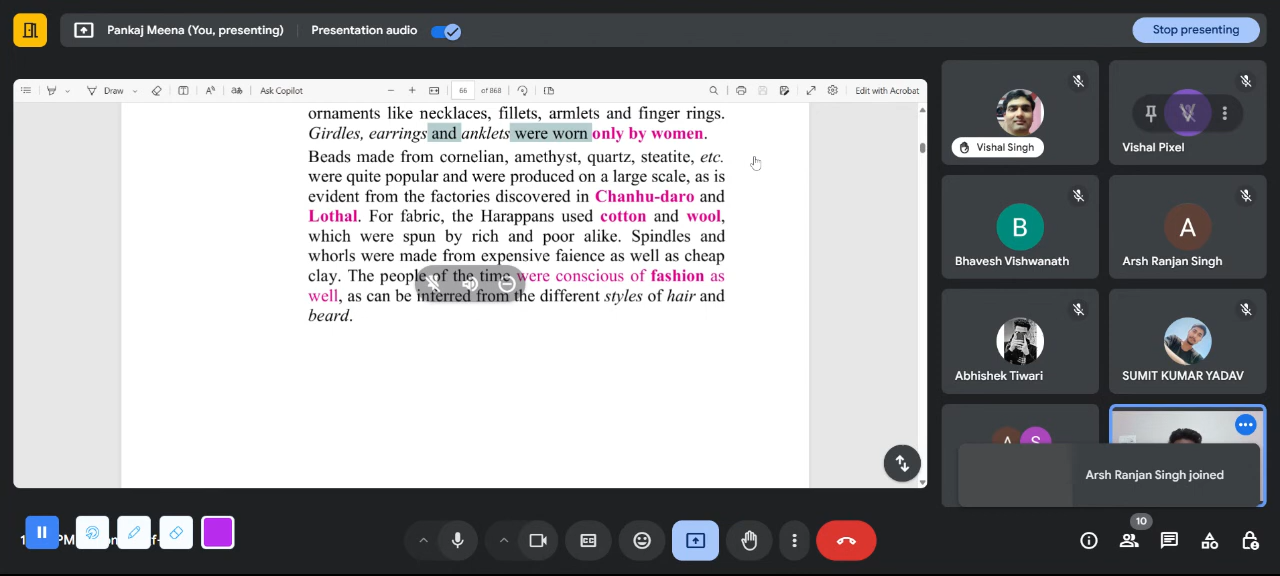 Pankaj Meena (You, presenting)
Presentation audio
Stop presenting
Draw
Ask Copilot
66
of 868
Edit with Acrobat
ornaments like necklaces, fillets, armlets and finger rings.
Girdles, earrings and anklets were worn only by women.
Beads made from cornelian, amethyst, quartz, steatite, etc.
were quite popular and were produced on a large scale, as is
evident from the factories discovered in Chanhu-daro and
Lothal. For fabric, the Harappans used cotton and wool,
which were spun by rich and poor alike. Spindles and
whorls were made from expensive faience as well as cheap
clay. The people of the time were conscious of fashion as
well, as can be inferred from the different styles of hair and
beard.
Vishal Singh
Vishal Pixel
B
Bhavesh Vishwanath
A
Arsh Ranjan Singh
Abhishek Tiwari
SUMIT KUMAR YADAV
A
S
Arsh Ranjan Singh joined
10